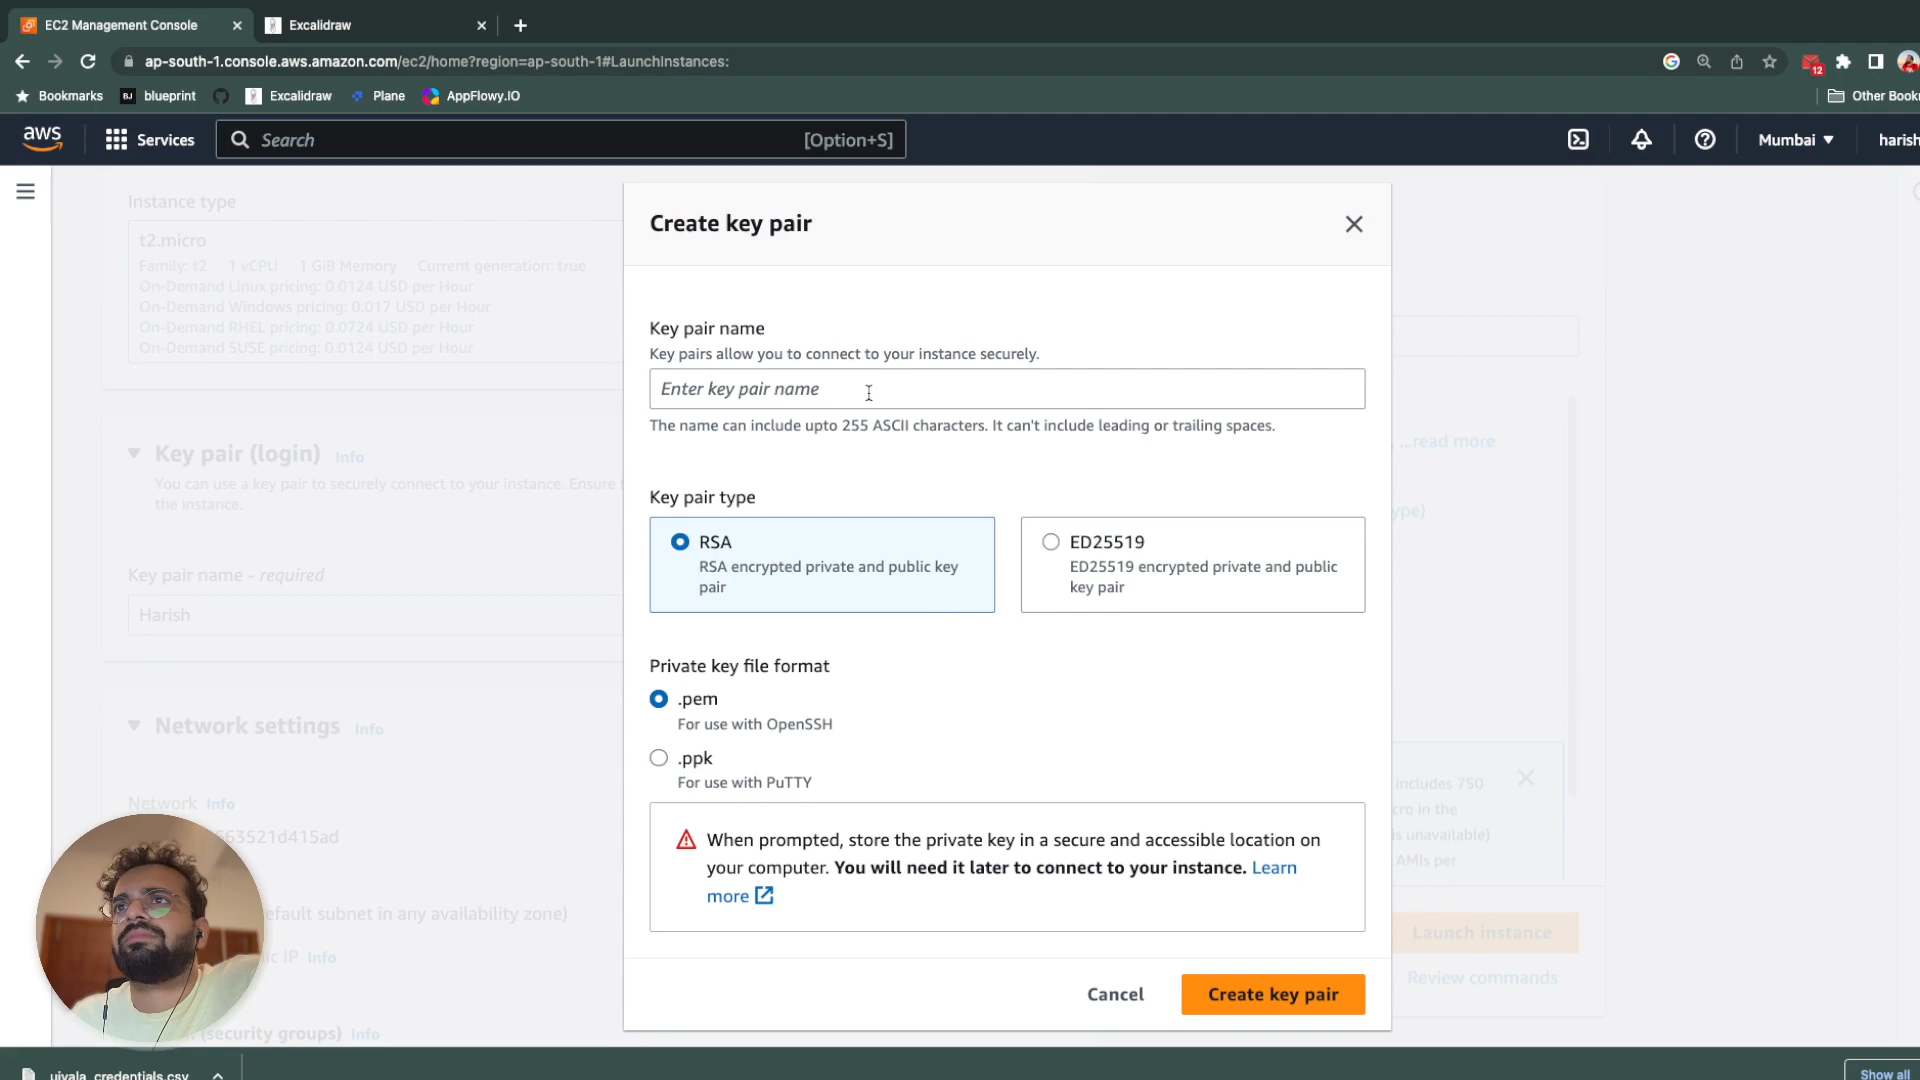 EC2 Management Console
Excalidraw
ap-south-1.console.aws.amazon.com/ec2/home?region=ap-south-1#LaunchInstances:
12
Bookmarks
BJ
blueprint
Excalidraw
Plane
AppFlowy.IO
Other Book
aws
Services
Search
[Option+S]
Mumbai
harish
Instance type
t2.micro
Family: t2 1 vCPU 1 GiB Memory Current generation: true
On-Demand Linux pricing: 0.0124 USD per Hour
On-Demand Windows pricing: 0.017 USD per Hour
On-Demand RHEL pricing: 0.0724 USD per Hour
On-Demand SUSE pricing: 0.0124 USD per Hour
Key pair (login) Info
You can use a key pair to securely connect to your instance. Ensure
the instance.
Key pair name - required
Harish
Network settings Info
Network Info
663521d415ad
efault subnet in any availability zone)
IP Info
(security groups) Info
Create key pair
Key pair name
Key pairs allow you to connect to your instance securely.
Enter key pair name
The name can include upto 255 ASCII characters. It can't include leading or trailing spaces.
Key pair type
RSA
RSA encrypted private and public key
pair
ED25519
ED25519 encrypted private and public
key pair
Private key file format
.pem
For use with OpenSSH
.ppk
For use with PuTTY
When prompted, store the private key in a secure and accessible location on
your computer. You will need it later to connect to your instance. Learn
more
Cancel
Create key pair
...read more
ype)
includes 750
cro in the
is unavailable)
AMIs per
Launch instance
Review commands
ujvala_credentials.csv
Show all